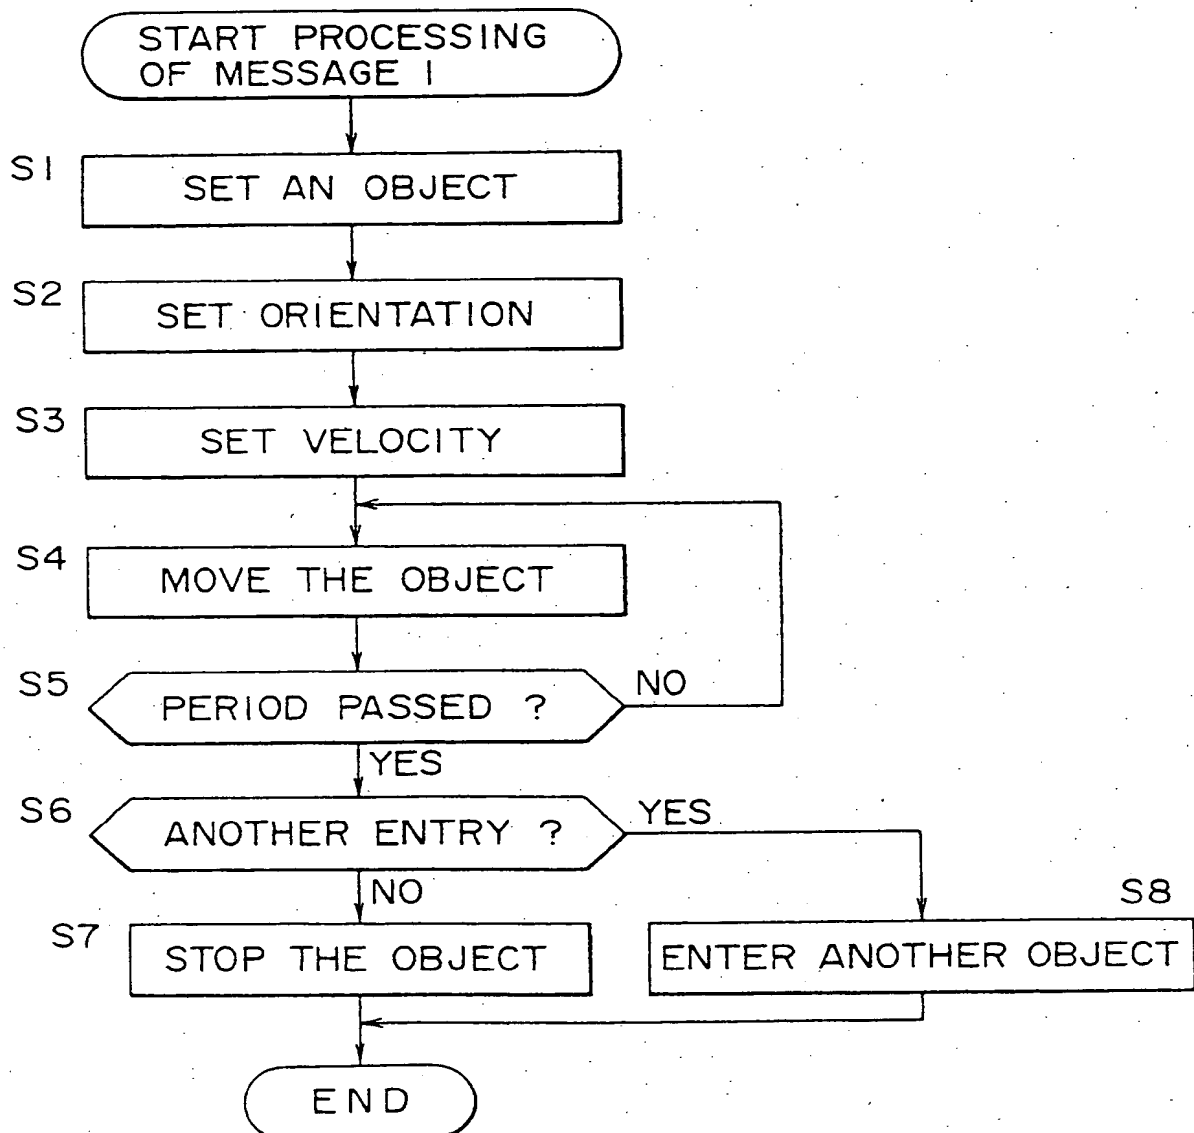 START PROCESSING
OF MESSAGE 1
S1
SET AN OBJECT
S2
SET ORIENTATION
S3
SET VELOCITY
S4
MOVE THE OBJECT
S5
PERIOD PASSED ?
NO
YES
S6
ANOTHER ENTRY ?
YES
NO
S7
STOP THE OBJECT
S8
ENTER ANOTHER OBJECT
END